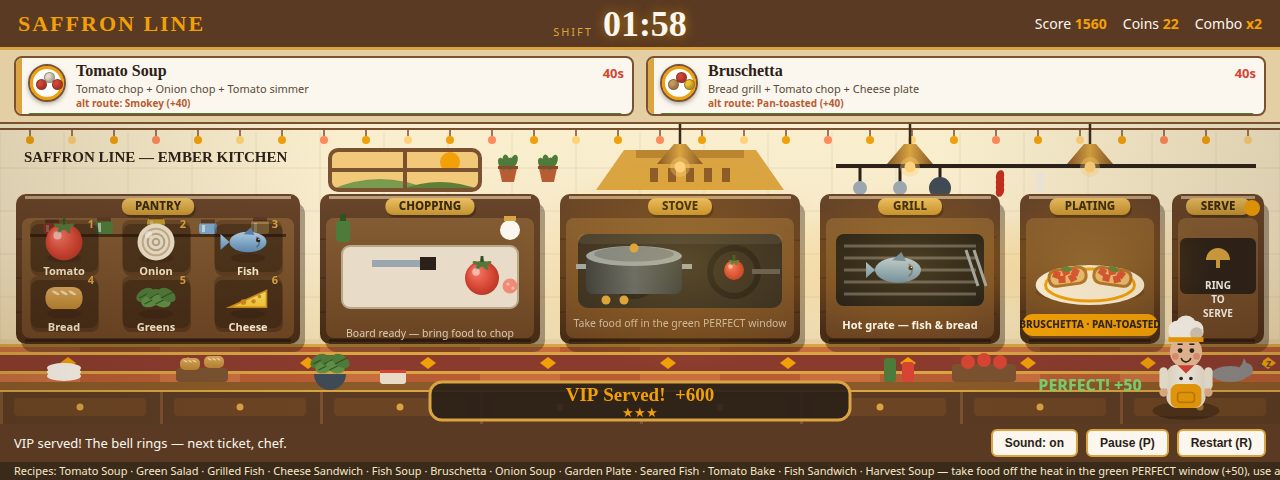 SAFFRON LINE
SHIFT 01:58
Score 1560 Coins 22 Combo x2
Tomato Soup
40s
Tomato chop + Onion chop + Tomato simmer
alt route: Smokey (+40)
Bruschetta
40s
Bread grill + Tomato chop + Cheese plate
alt route: Pan-toasted (+40)
SAFFRON LINE — EMBER KITCHEN
PANTRY
CHOPPING
STOVE
GRILL
PLATING
SERVE
1
2
3
Tomato
Onion
Fish
4
5
6
Bread
Greens
Cheese
Board ready — bring food to chop
Take food off in the green PERFECT window
Hot grate — fish & bread
BRUSCHETTA · PAN-TOASTED
RING
TO
SERVE
?
PERFECT! +50
VIP Served! +600
★★★
VIP served! The bell rings — next ticket, chef.
Sound: on
Pause (P)
Restart (R)
Recipes: Tomato Soup · Green Salad · Grilled Fish · Cheese Sandwich · Fish Soup · Bruschetta · Onion Soup · Garden Plate · Seared Fish · Tomato Bake · Fish Sandwich · Harvest Soup — take food off the heat in the green PERFECT window (+50), use a